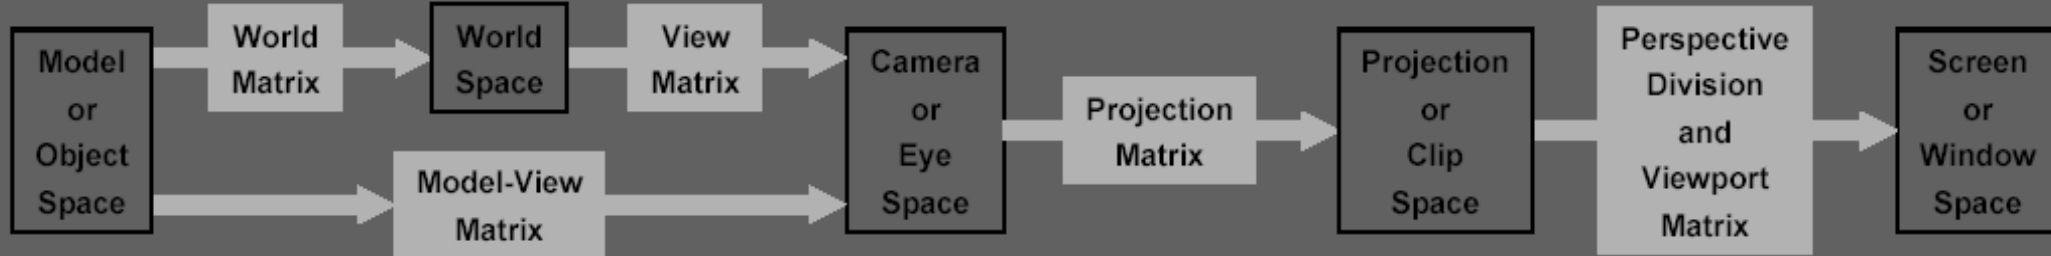 Model
or
Object
Space
World
Matrix
World
Space
View
Matrix
Model-View
Matrix
Camera
or
Eye
Space
Projection
Matrix
Projection
or
Clip
Space
Perspective
Division
and
Viewport
Matrix
Screen
or
Window
Space